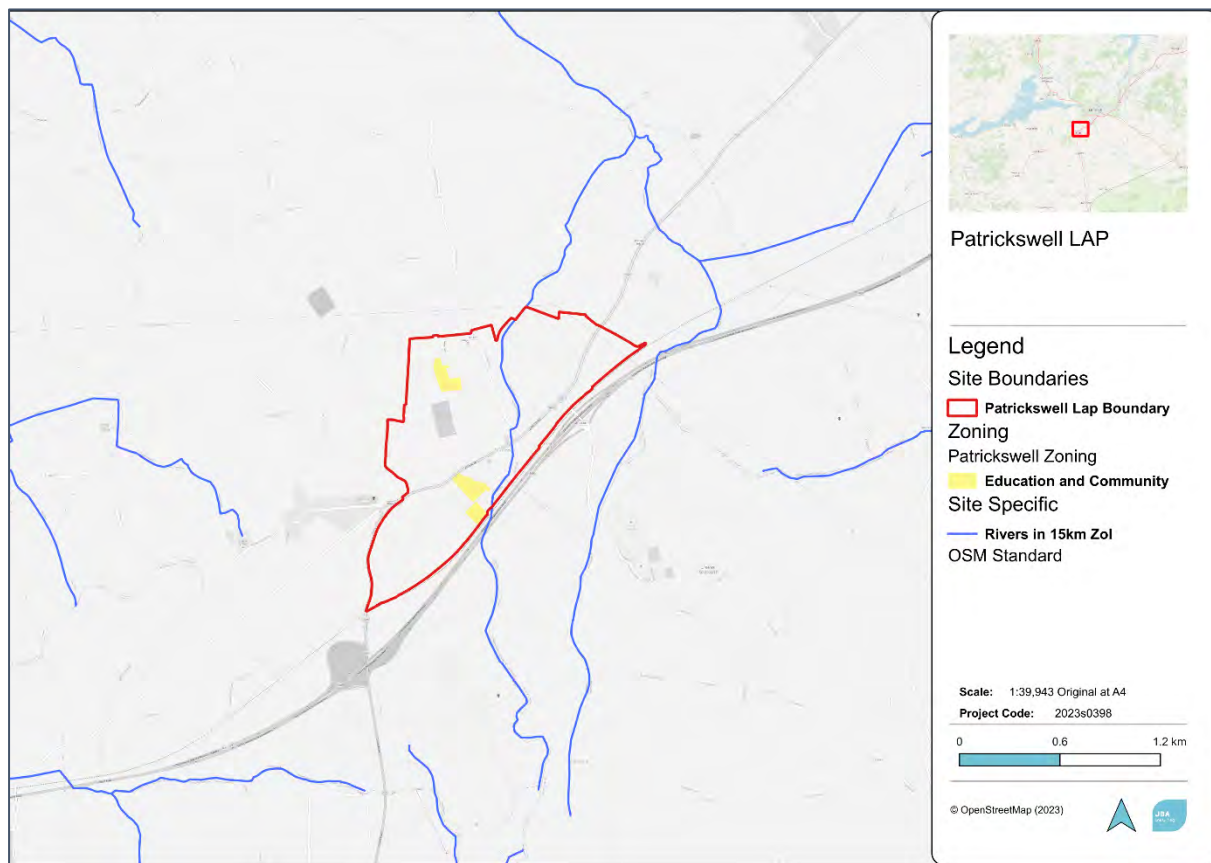 Patrickswell LAP
Legend
Site Boundaries
Patrickswell Lap Boundary
Zoning
Patrickswell Zoning
Education and Community
Site Specific
Rivers in 15km ZoI
OSM Standard
Scale: 1:39,943 Original at A4
Project Code: 2023s0398
0 0.6 1.2 km
© OpenStreetMap (2023)
JBA